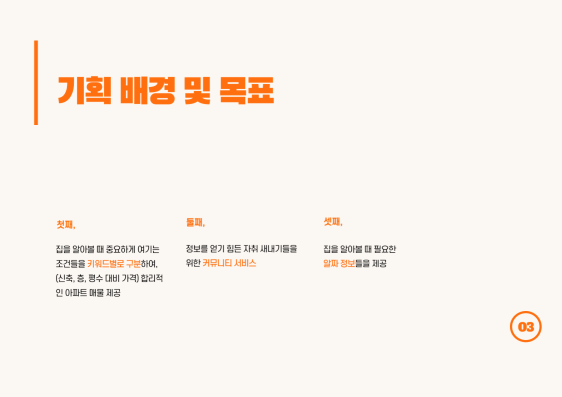 기획 배경 및 목표
첫째,
집을 알아볼 때 중요하게 여기는
조건들을 키워드별로 구분하여,
(신축, 층, 평수 대비 가격) 합리적
인 아파트 매물 제공
둘째,
정보를 얻기 힘든 자취 새내기들을
위한 커뮤니티 서비스
셋째,
집을 알아볼 때 필요한
알짜 정보들을 제공
03